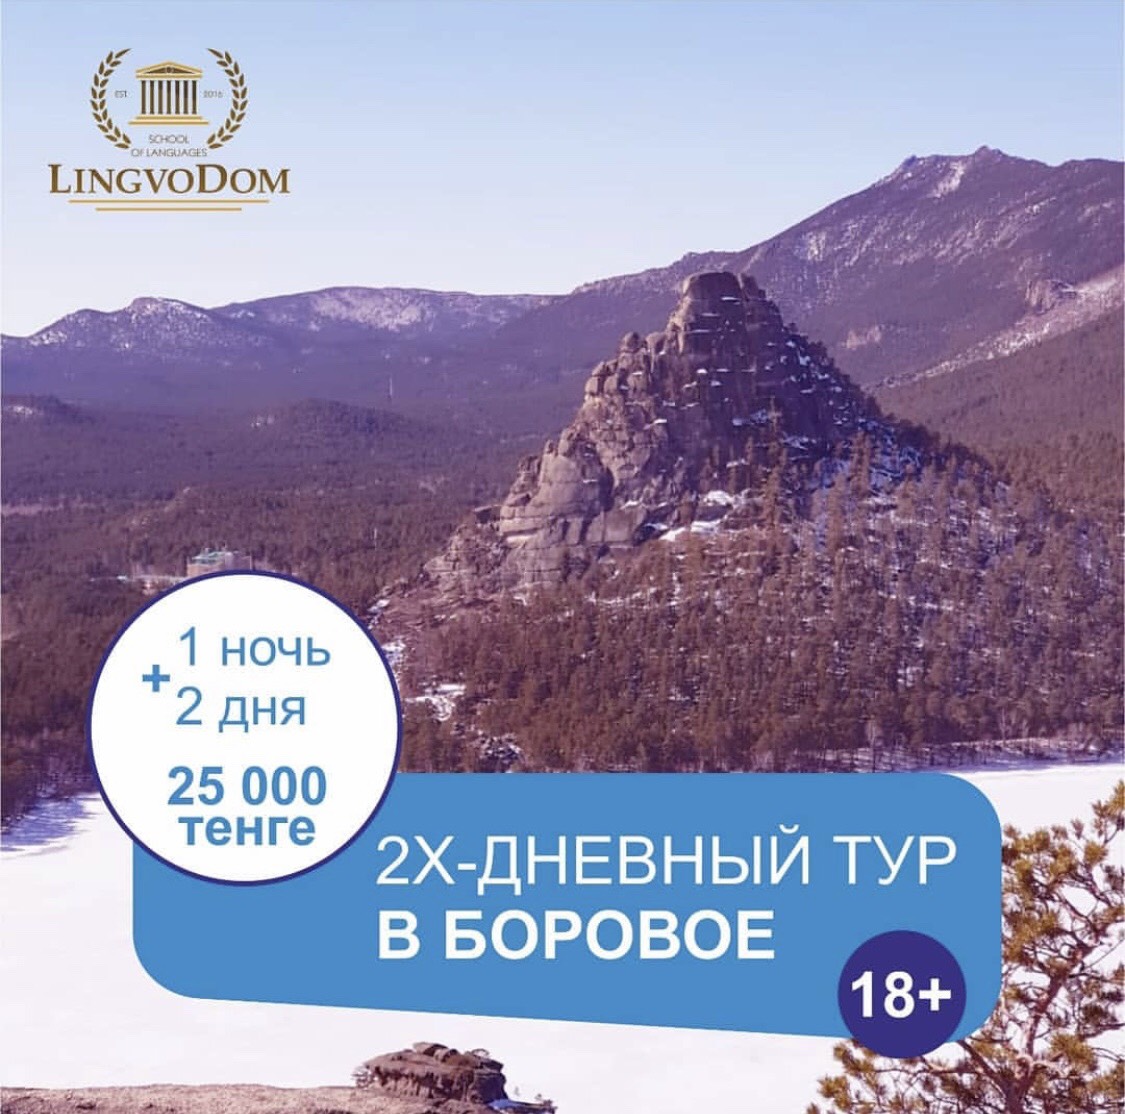 EST. 2016
SCHOOL
OF LANGUAGES
LINGVODOM
1 ночь
+
2 дня
25 000
тенге
2Х-ДНЕВНЫЙ ТУР
В БОРОВОЕ
18+